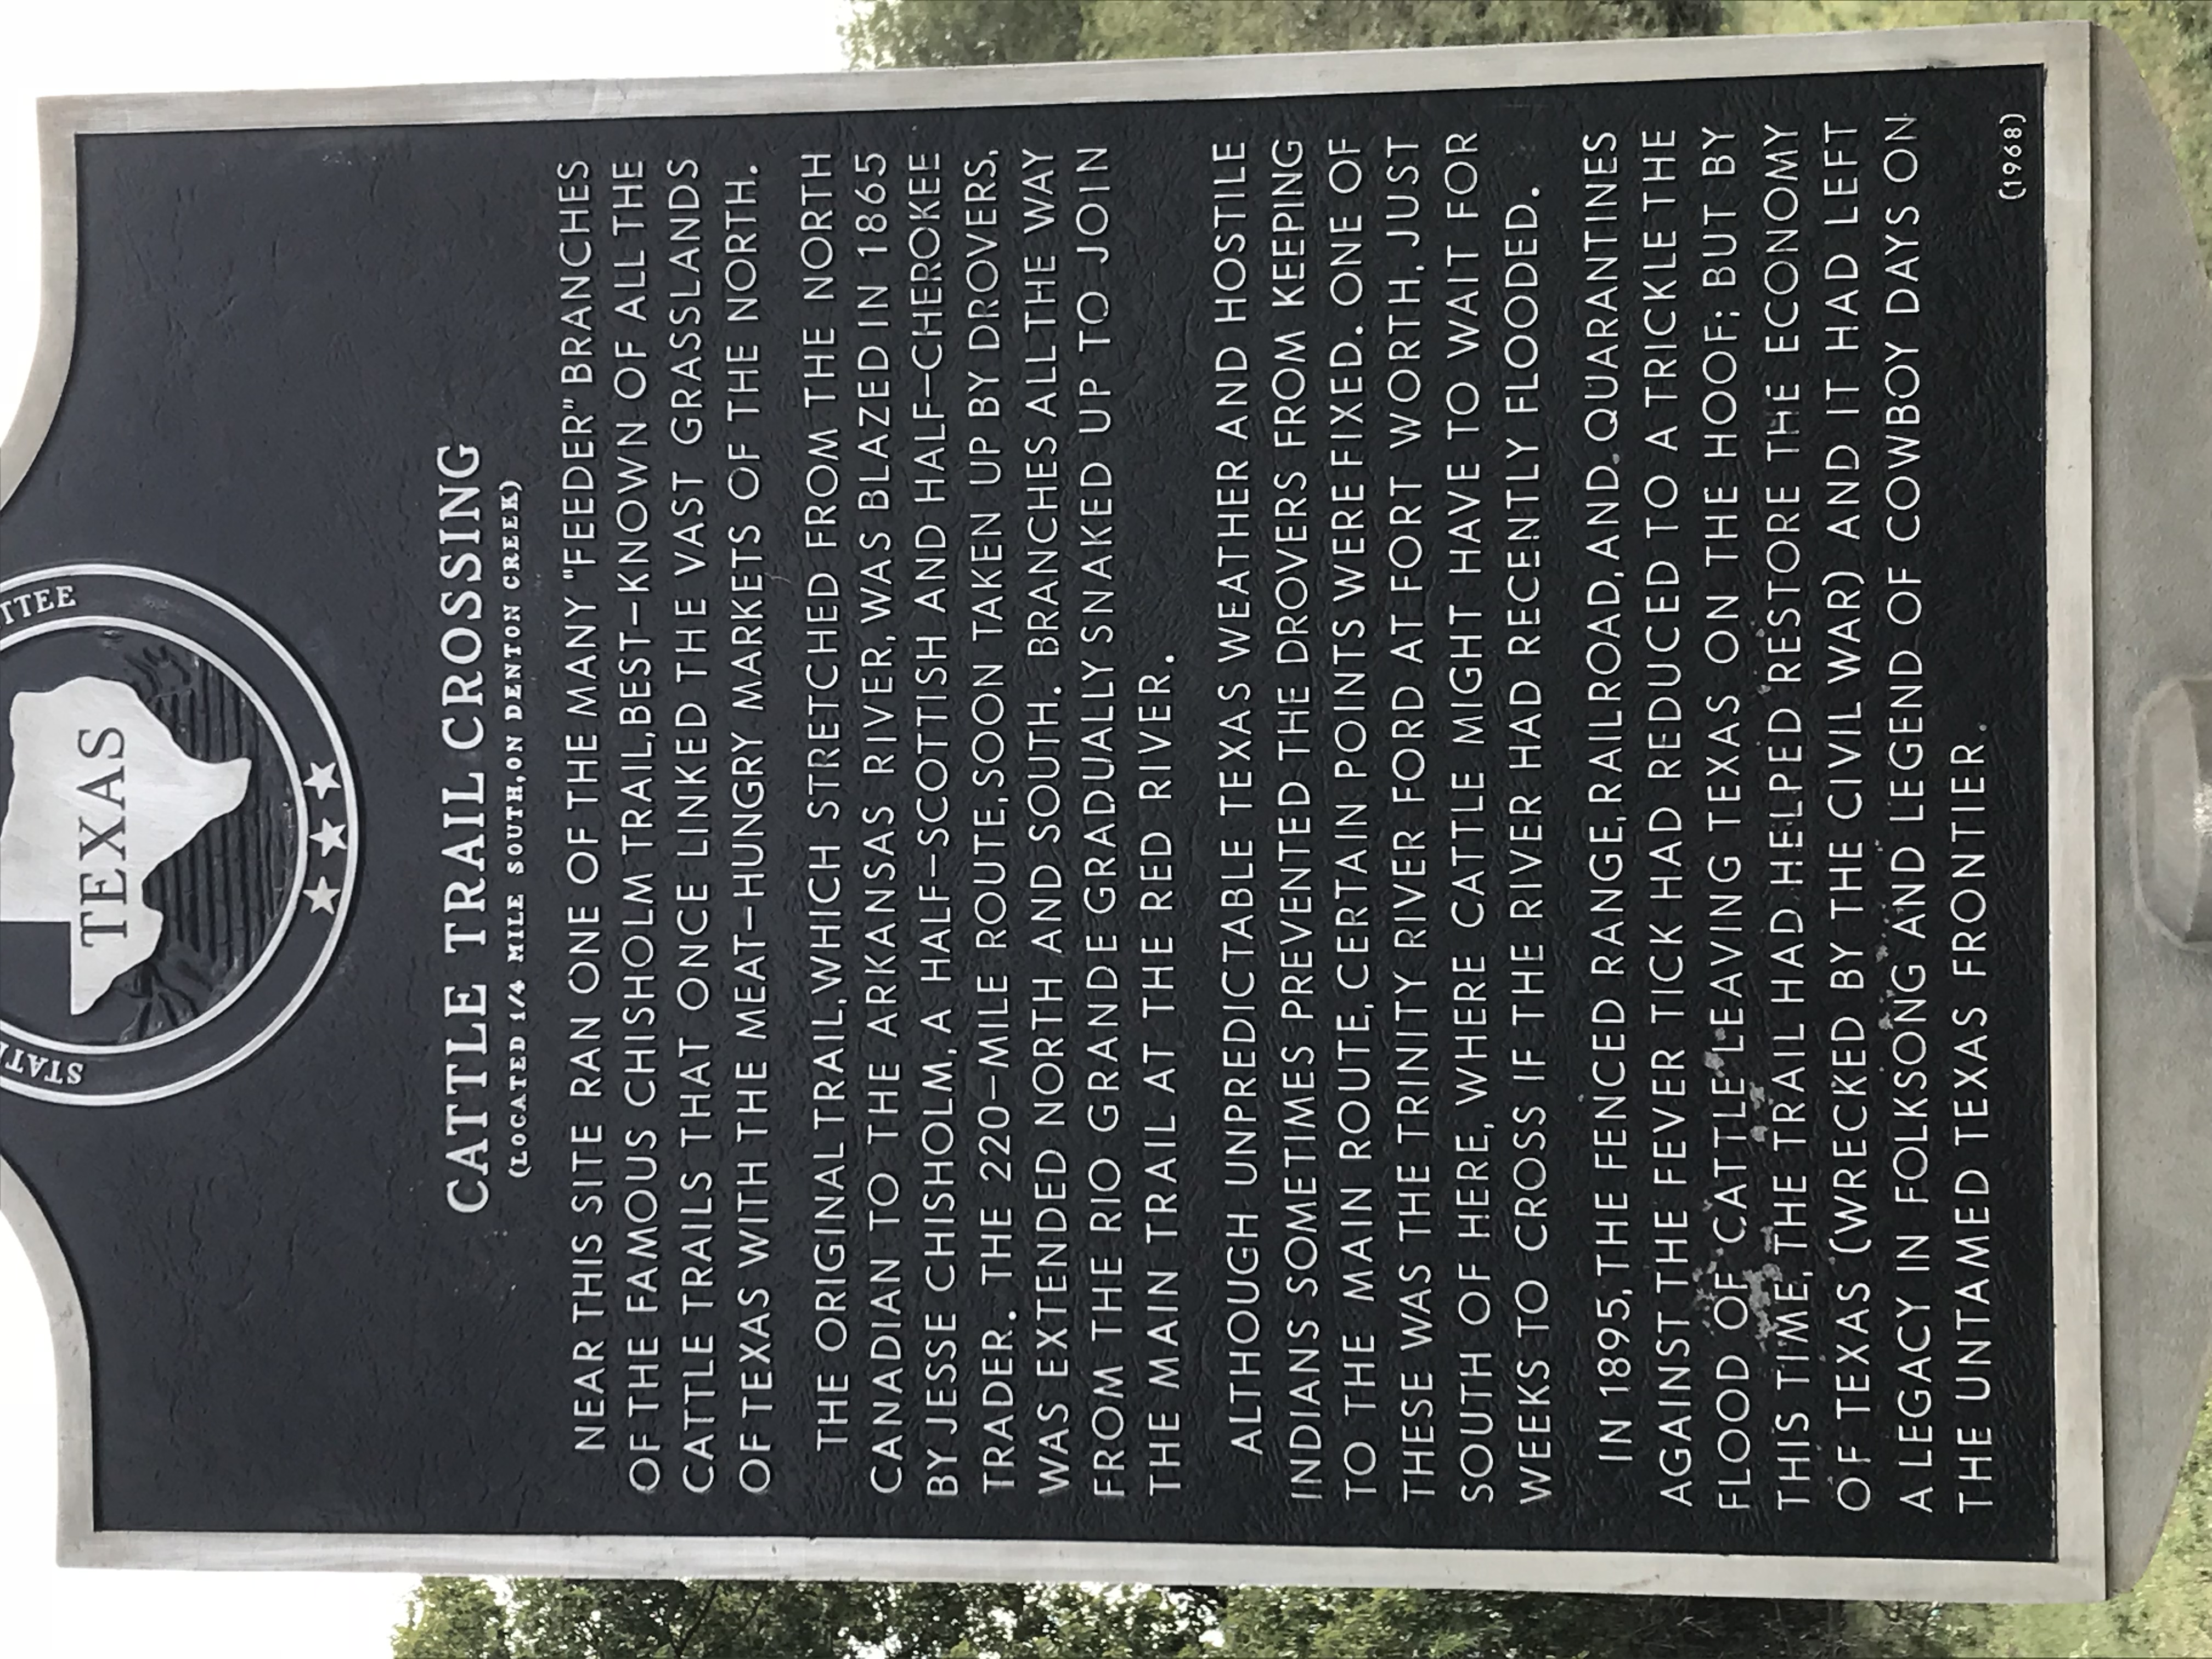 TEXAS
CATTLE TRAIL CROSSING
(LOCATED 1/4 MILE SOUTH, ON DENTON CREEK)
NEAR THIS SITE RAN ONE OF THE MANY "FEEDER" BRANCHES
OF THE FAMOUS CHISHOLM TRAIL, BEST-KNOWN OF ALL THE
CATTLE TRAILS THAT ONCE LINKED THE VAST GRASSLANDS
OF TEXAS WITH THE MEAT-HUNGRY MARKETS OF THE NORTH.
THE ORIGINAL TRAIL, WHICH STRETCHED FROM THE NORTH
CANADIAN TO THE ARKANSAS RIVER, WAS BLAZED IN 1865
BY JESSE CHISHOLM, A HALF-SCOTTISH AND HALF-CHEROKEE
TRADER. THE 220-MILE ROUTE, SOON TAKEN UP BY DROVERS,
WAS EXTENDED NORTH AND SOUTH. BRANCHES ALL THE WAY
FROM THE RIO GRANDE GRADUALLY SNAKED UP TO JOIN
THE MAIN TRAIL AT THE RED RIVER.
ALTHOUGH UNPREDICTABLE TEXAS WEATHER AND HOSTILE
INDIANS SOMETIMES PREVENTED THE DROVERS FROM KEEPING
TO THE MAIN ROUTE, CERTAIN POINTS WERE FIXED. ONE OF
THESE WAS THE TRINITY RIVER FORD AT FORT WORTH, JUST
SOUTH OF HERE, WHERE CATTLE MIGHT HAVE TO WAIT FOR
WEEKS TO CROSS IF THE RIVER HAD RECENTLY FLOODED.
IN 1895, THE FENCED RANGE, RAILROAD, AND QUARANTINES
AGAINST THE FEVER TICK HAD REDUCED TO A TRICKLE THE
FLOOD OF CATTLE LEAVING TEXAS ON THE HOOF; BUT BY
THIS TIME, THE TRAIL HAD HELPED RESTORE THE ECONOMY
OF TEXAS (WRECKED BY THE CIVIL WAR) AND IT HAD LEFT
A LEGACY IN FOLKSONG AND LEGEND OF COWBOY DAYS ON
THE UNTAMED TEXAS FRONTIER.
(1968)